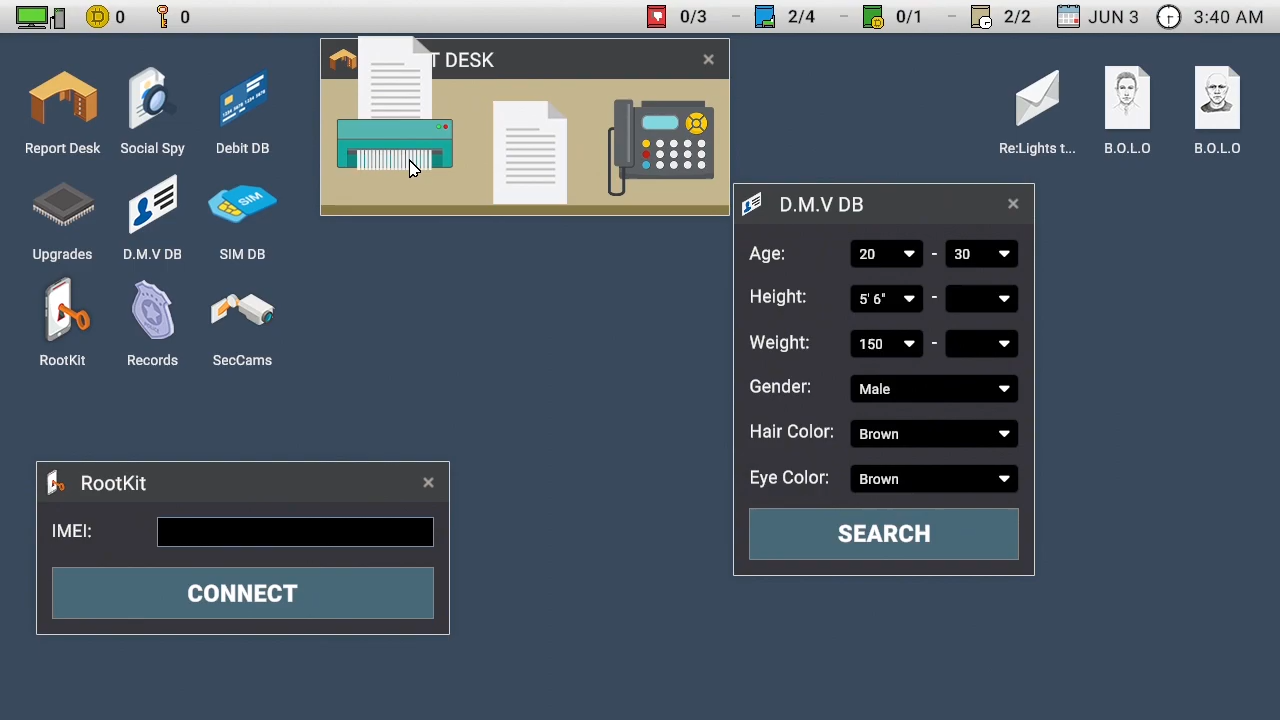 0 0 0/3 - 2/4 - 0/1 - 2/2 JUN 3 3:40 AM
T DESK ×
Report Desk Social Spy Debit DB
Re:Lights t... B.O.L.O B.O.L.O
Upgrades D.M.V DB SIM DB
RootKit Records SecCams
D.M.V DB ×
Age: 20 - 30
Height: 5' 6" -
Weight: 150 -
Gender: Male
Hair Color: Brown
Eye Color: Brown
SEARCH
RootKit ×
IMEI:
CONNECT